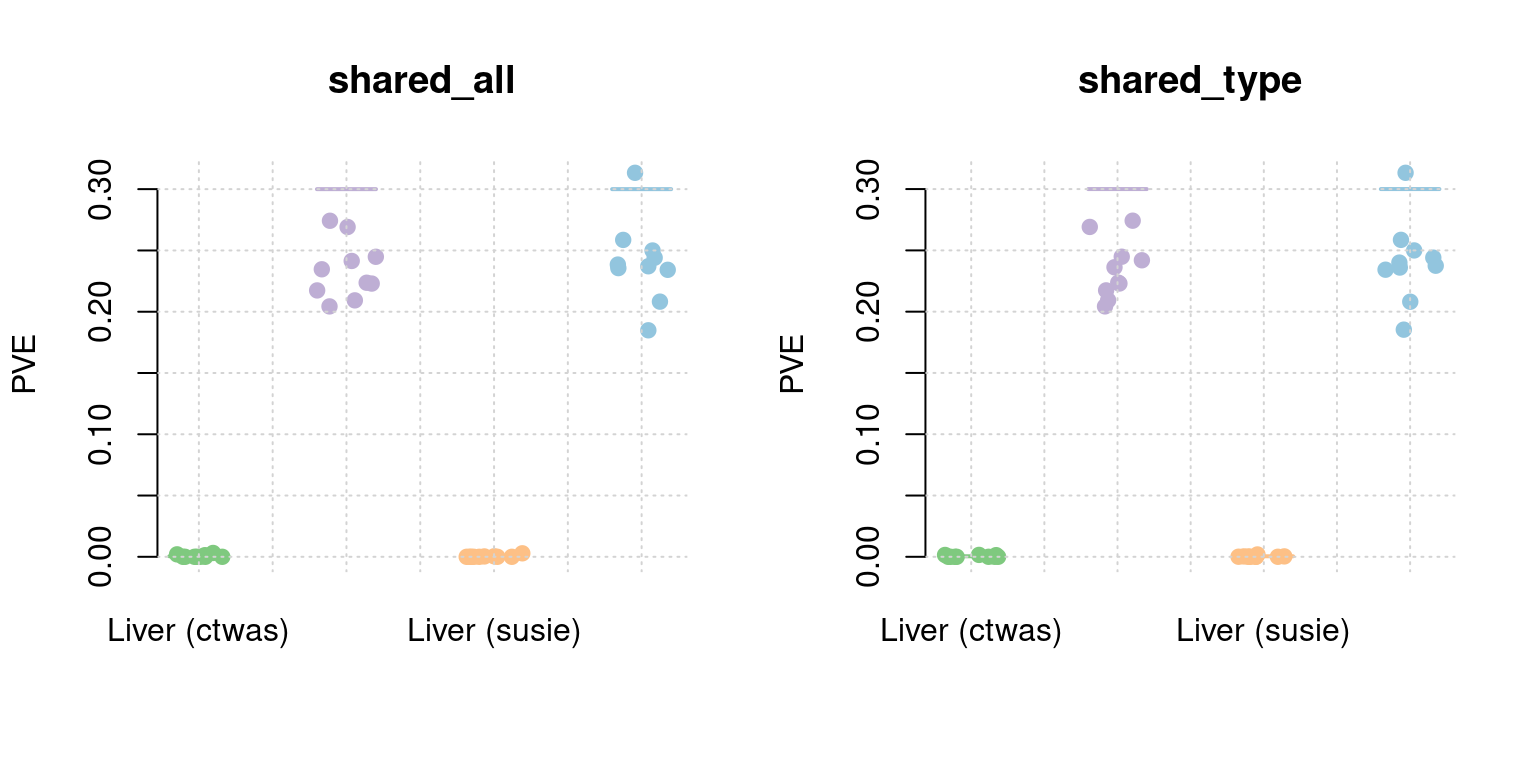 shared_all
PVE
0.30
0.20
0.10
0.00
Liver (ctwas)
Liver (susie)
shared_type
PVE
0.30
0.20
0.10
0.00
Liver (ctwas)
Liver (susie)